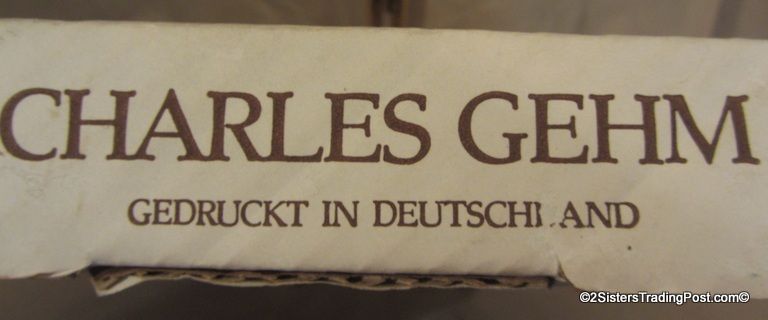 CHARLES GEHM
GEDRUCKT IN DEUTSCHLAND
©2SistersTradingPost.com©